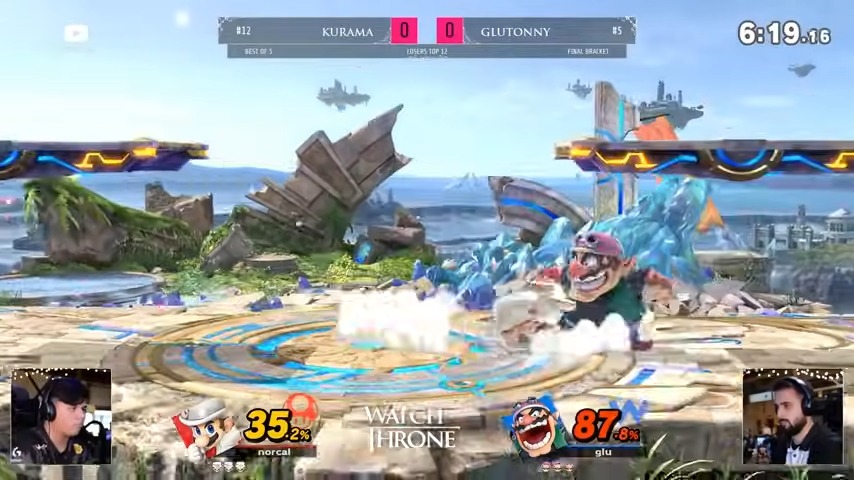 #12 KURAMA 0 0 GLUTONNY #5
BEST OF 5 LOSERS TOP 12 FINAL BRACKET
6:19.16
35.2%
norcal
WATCH
THRONE
87.8%
glu